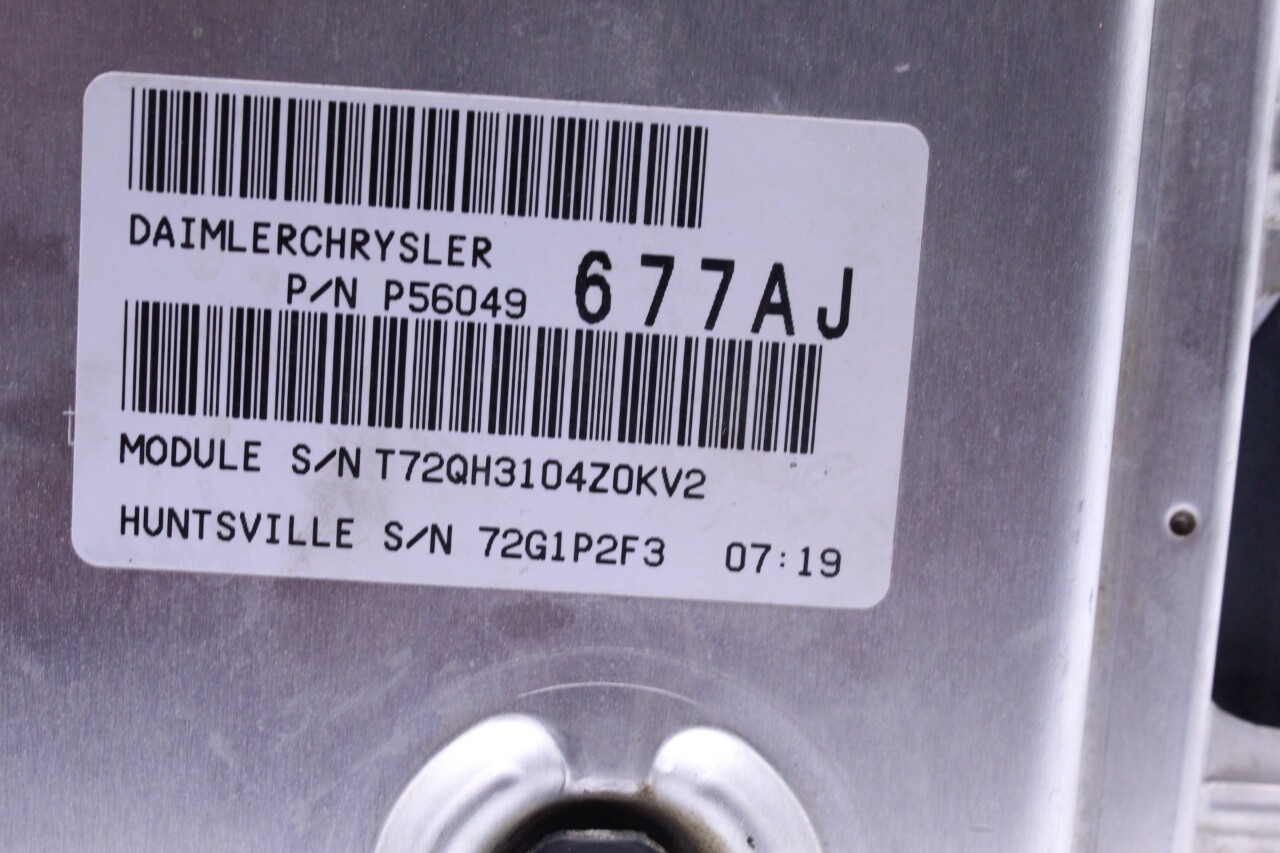 DAIMLERCHRYSLER
P/N P56049 677AJ
MODULE S/N T72QH3104Z0KV2
HUNTSVILLE S/N 72G1P2F3 07:19